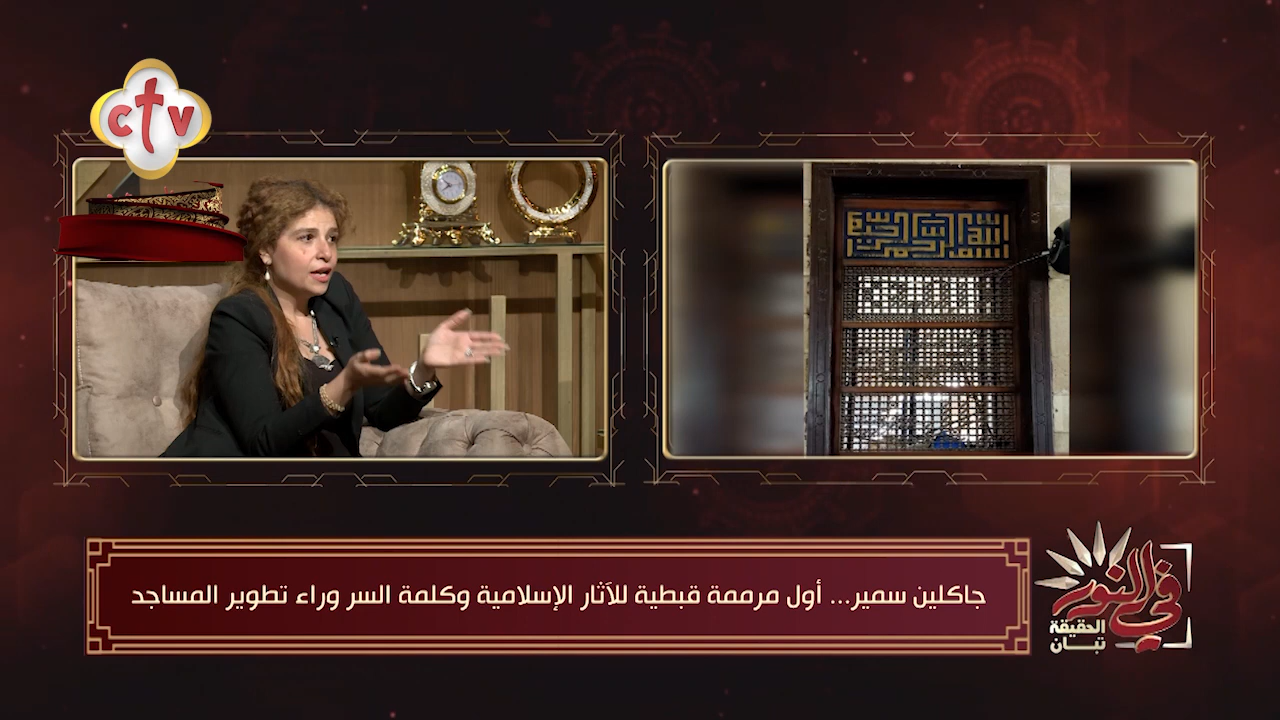 ctv
جاكلين سمير... أول مرممة قبطية للآثار الإسلامية وكلمة السر وراء تطوير المساجد
في النور
الحقيقة
تبان